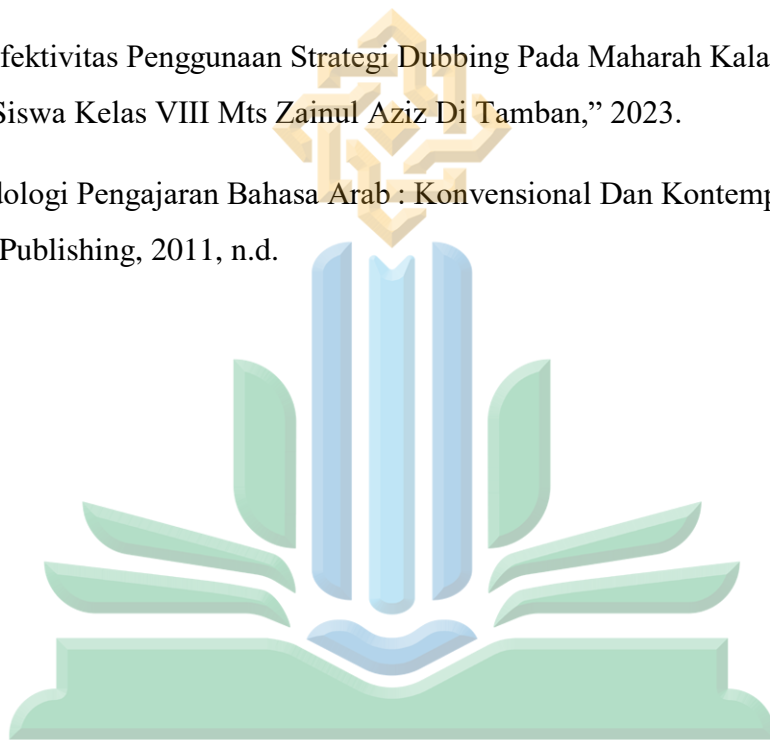 fektivitas Penggunaan Strategi Dubbing Pada Maharah Kala
Siswa Kelas VIII Mts Zainul Aziz Di Tamban,” 2023.
ologi Pengajaran Bahasa Arab : Konvensional Dan Kontemp
Publishing, 2011, n.d.